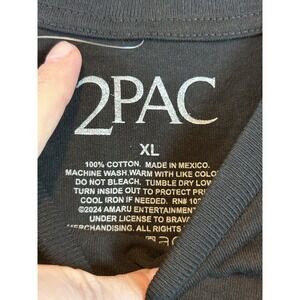 2PAC
XL
100% COTTON. MADE IN MEXICO.
MACHINE WASH WARM WITH LIKE COLO
DO NOT BLEACH. TUMBLE DRY LOW
TURN INSIDE OUT TO PROTECT PRI
COOL IRON IF NEEDED. RN# 10
©2024 AMARU ENTERTAINMENT
UNDER LICENSE TO BRAVA
MERCHANDISING. ALL RIGHTS